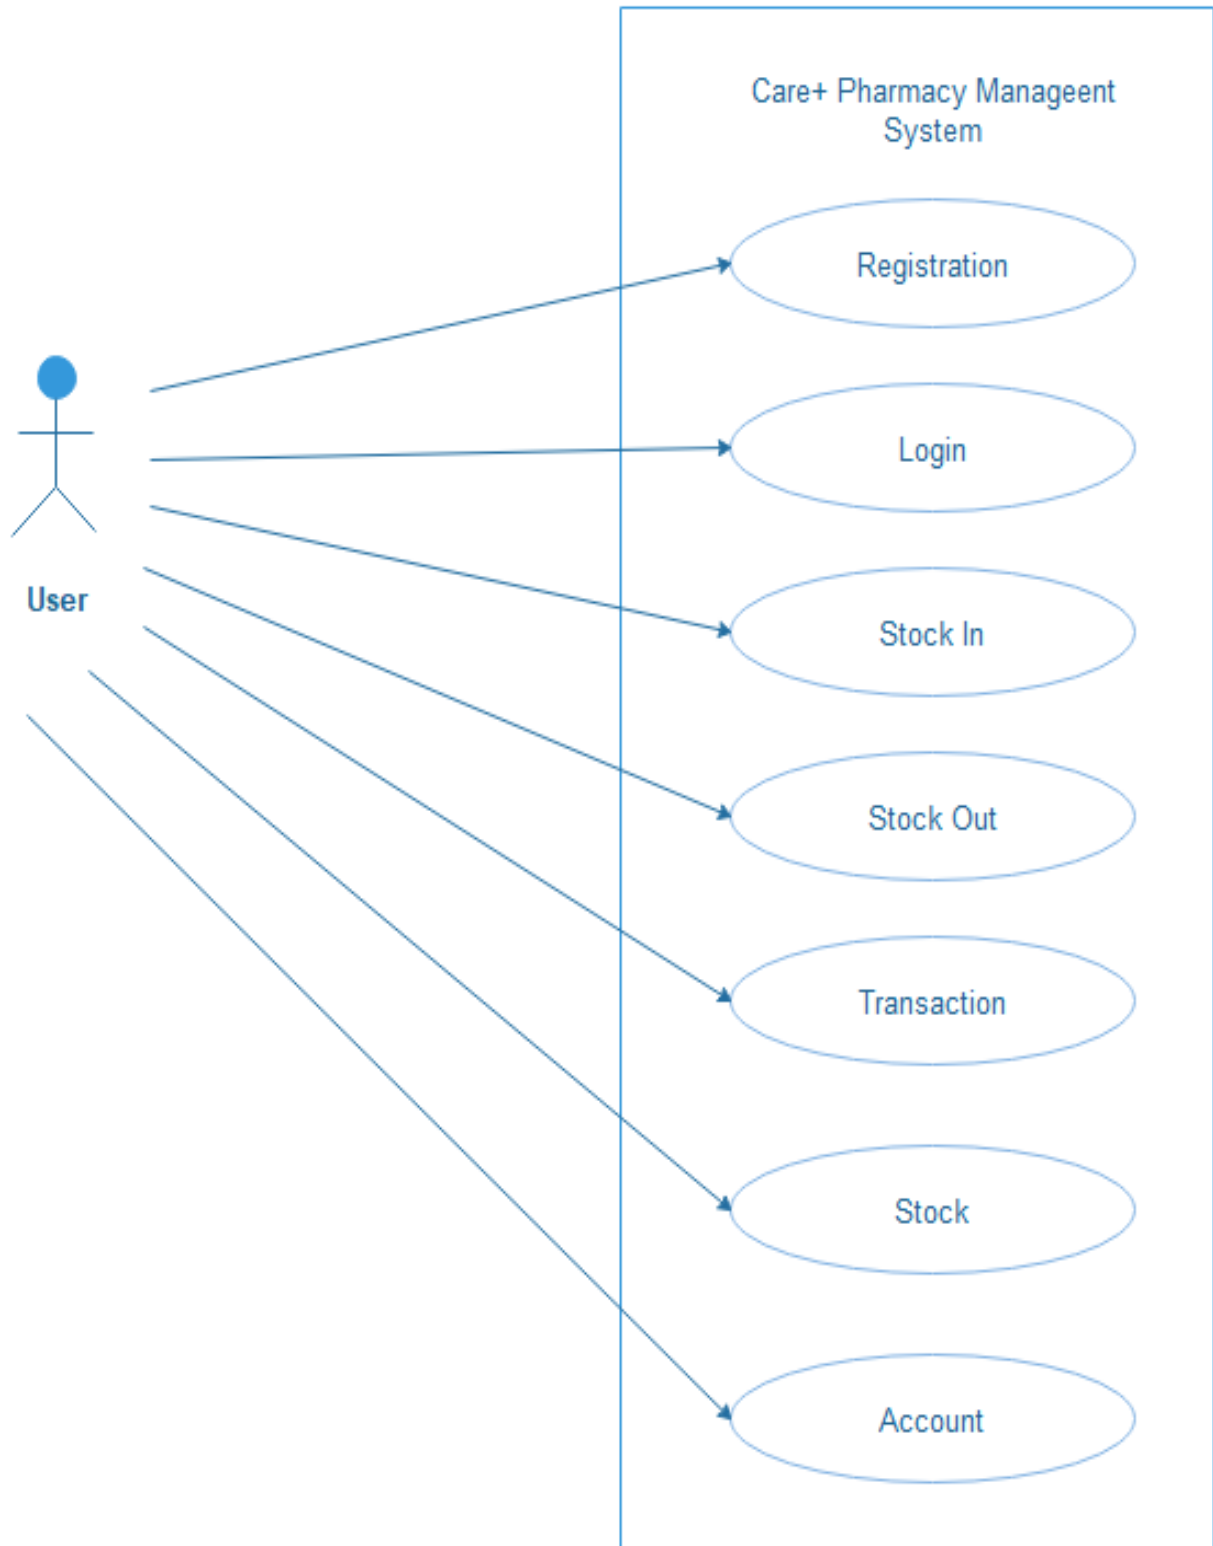 Care+ Pharmacy Manageent
System
Registration
Login
Stock In
User
Stock Out
Transaction
Stock
Account